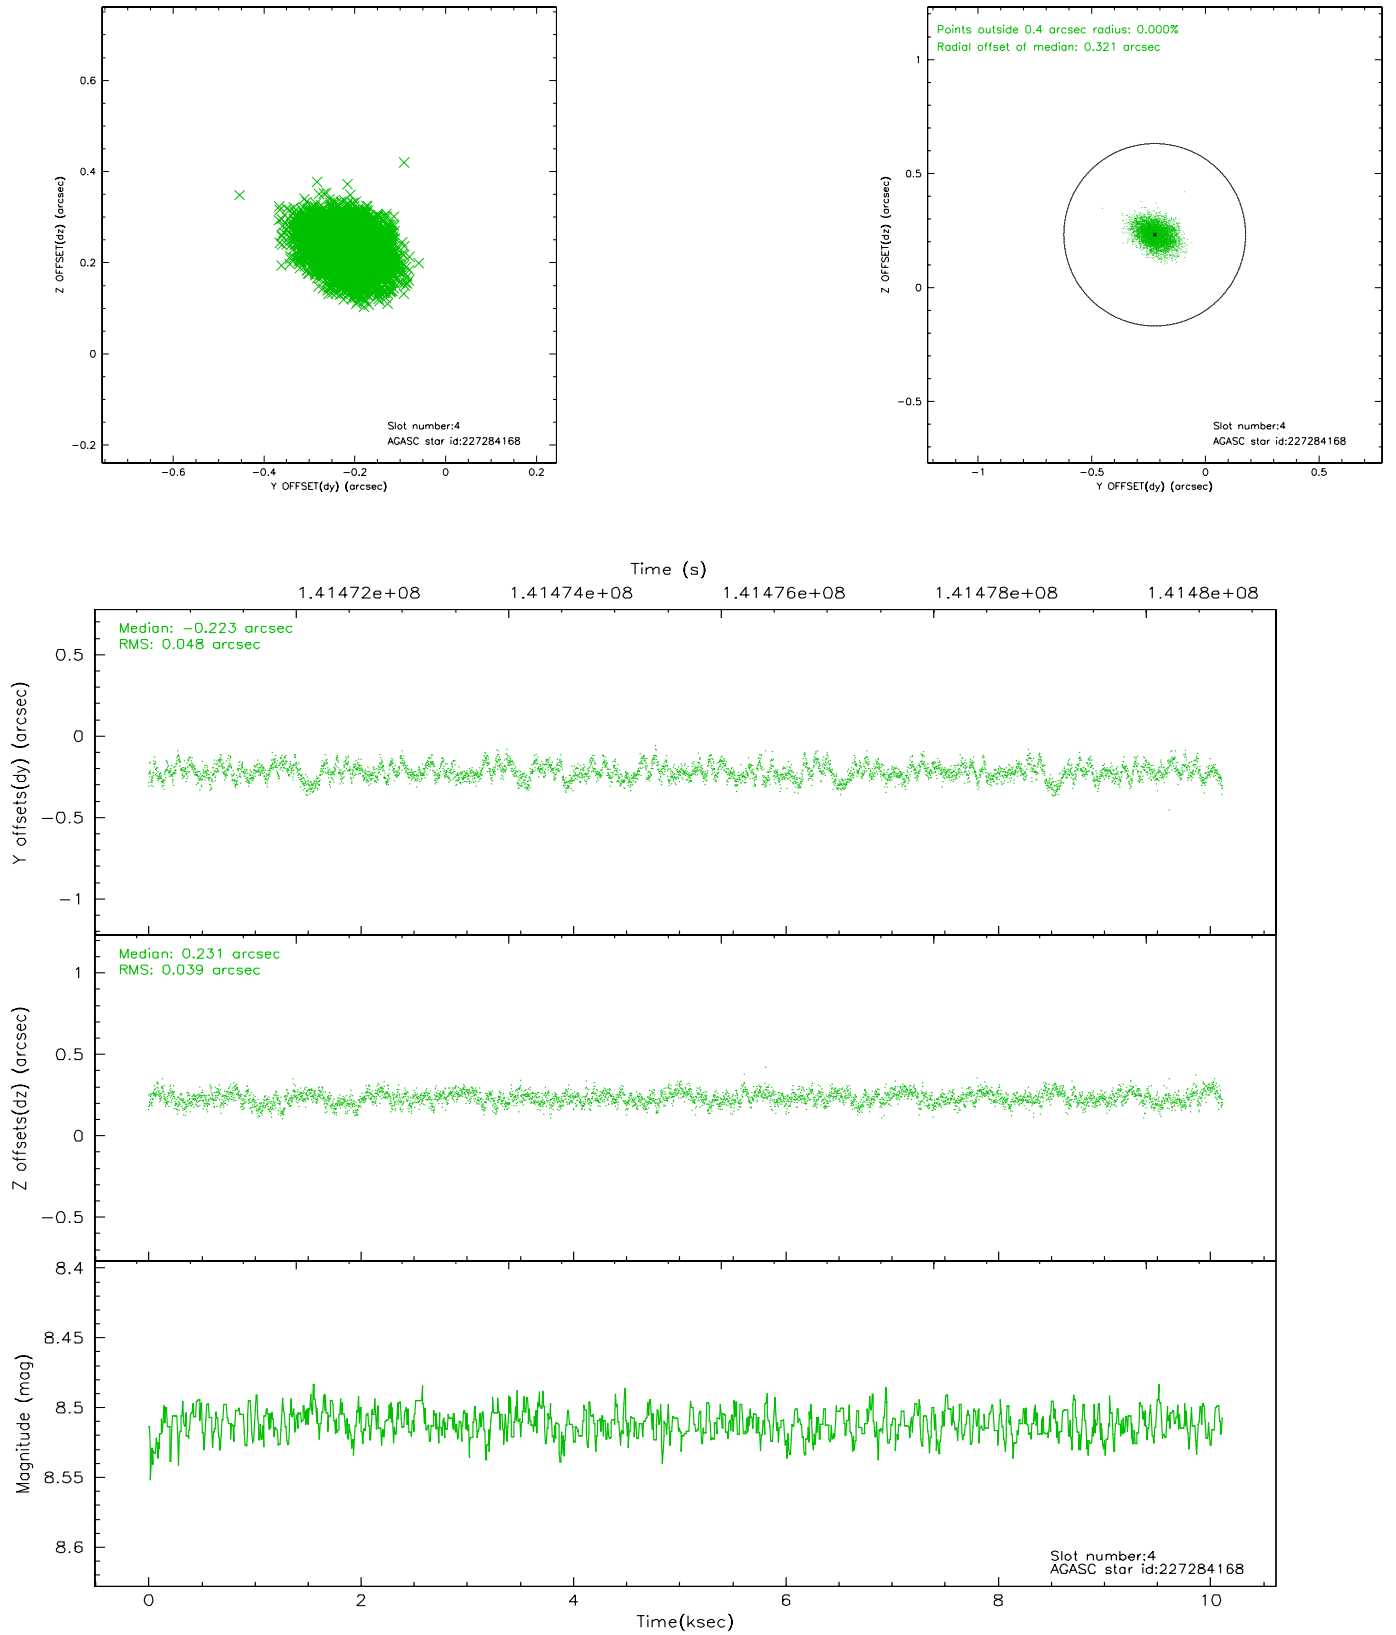 0.6
0.4
0.2
0
−0.2
−0.6
−0.4
−0.2
0
0.2
Z OFFSET(dz) (arcsec)
Y OFFSET(dy) (arcsec)
Slot number:4
AGASC star id:227284168
Points outside 0.4 arcsec radius: 0.000%
Radial offset of median: 0.321 arcsec
1
0.5
0
−0.5
−1
−0.5
0
0.5
Z OFFSET(dz) (arcsec)
Y OFFSET(dy) (arcsec)
Slot number:4
AGASC star id:227284168
Time (s)
1.41472e+08 1.41474e+08 1.41476e+08 1.41478e+08 1.4148e+08
Median: −0.223 arcsec
RMS: 0.048 arcsec
0.5
0
−0.5
−1
Y offsets(dy) (arcsec)
Median: 0.231 arcsec
RMS: 0.039 arcsec
1
0.5
0
−0.5
Z offsets(dz) (arcsec)
8.4
8.45
8.5
8.55
8.6
Magnitude (mag)
Slot number:4
AGASC star id:227284168
0 2 4 6 8 10
Time(ksec)